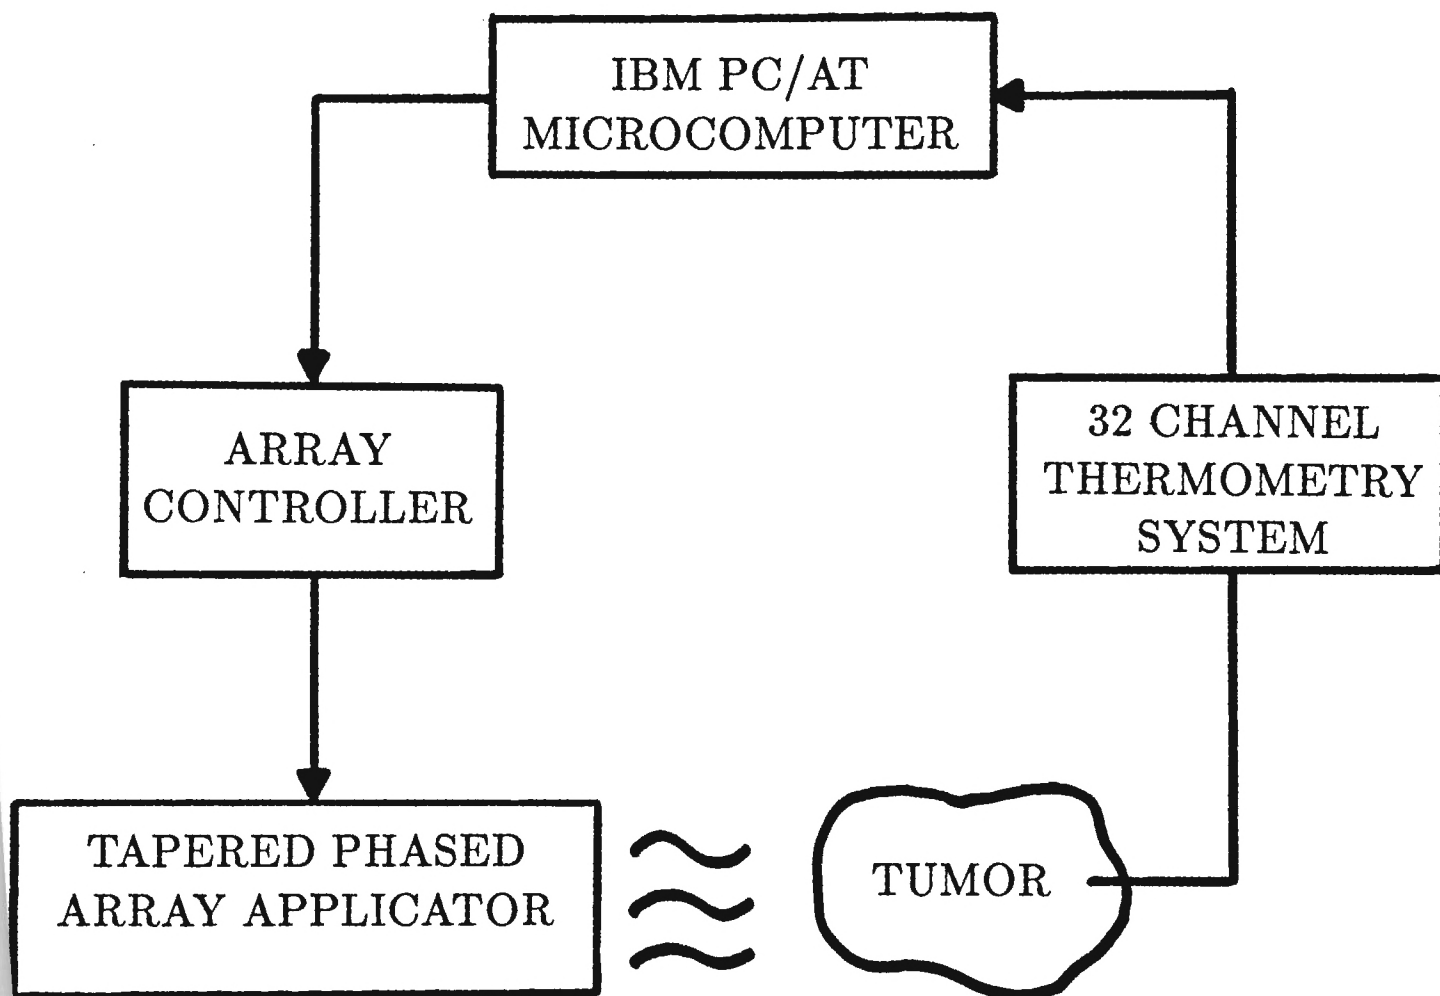 IBM PC/AT
MICROCOMPUTER
ARRAY
CONTROLLER
32 CHANNEL
THERMOMETRY
SYSTEM
TAPERED PHASED
ARRAY APPLICATOR
TUMOR